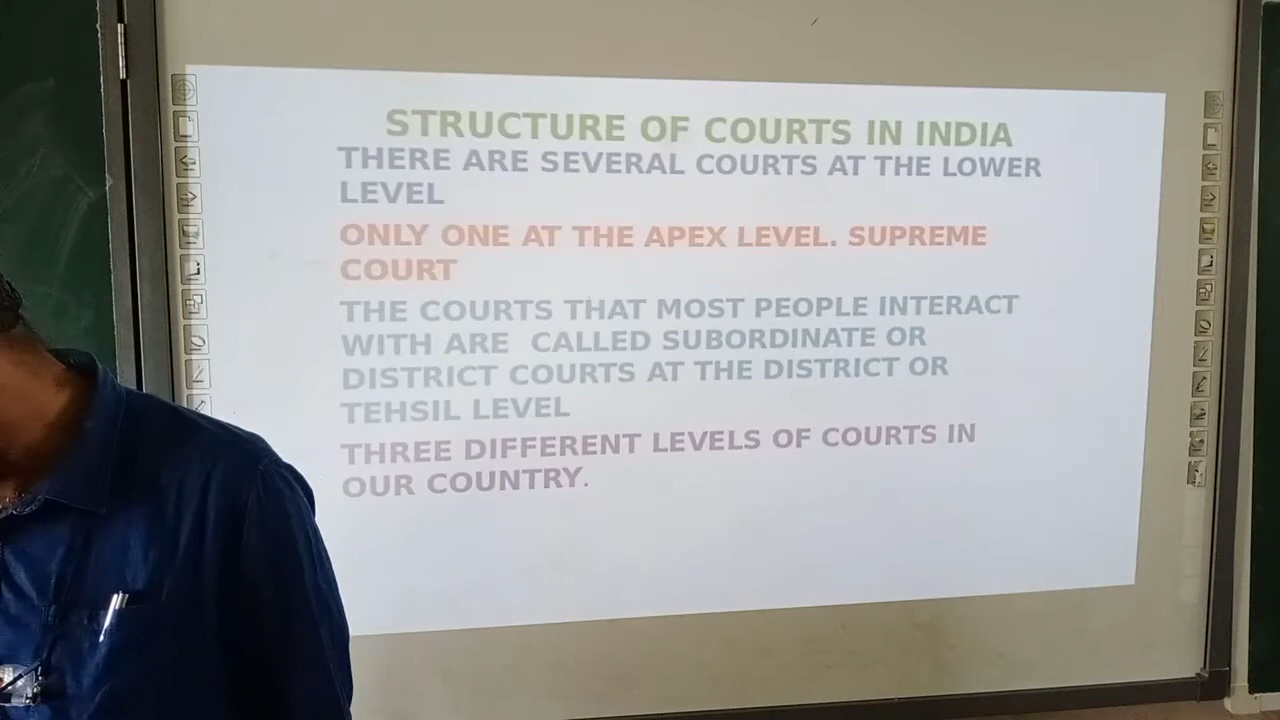 STRUCTURE OF COURTS IN INDIA
THERE ARE SEVERAL COURTS AT THE LOWER
LEVEL
ONLY ONE AT THE APEX LEVEL. SUPREME
COURT
THE COURTS THAT MOST PEOPLE INTERACT
WITH ARE CALLED SUBORDINATE OR
DISTRICT COURTS AT THE DISTRICT OR
TEHSIL LEVEL
THREE DIFFERENT LEVELS OF COURTS IN
OUR COUNTRY.